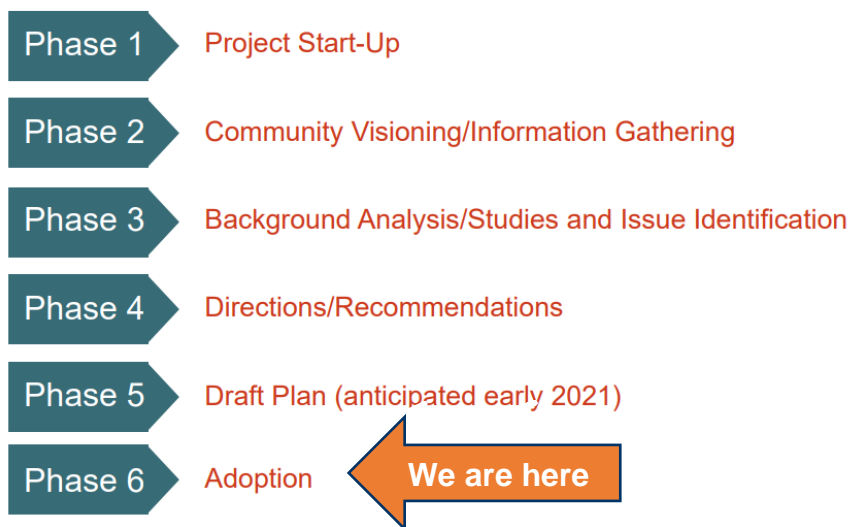 Phase 1 Project Start-Up
Phase 2 Community Visioning/Information Gathering
Phase 3 Background Analysis/Studies and Issue Identification
Phase 4 Directions/Recommendations
Phase 5 Draft Plan (anticipated early 2021)
Phase 6 Adoption We are here